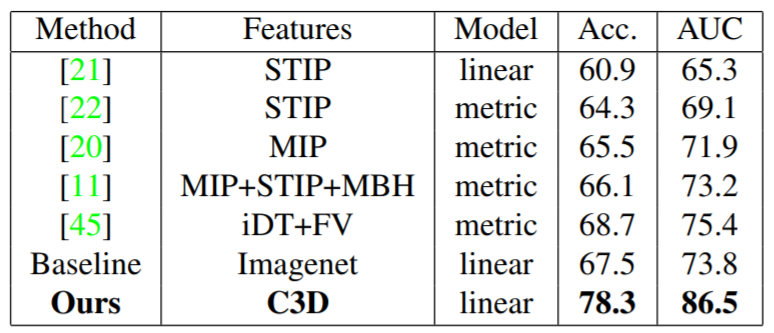 Method Features Model Acc. AUC
[21] STIP linear 60.9 65.3
[22] STIP metric 64.3 69.1
[20] MIP metric 65.5 71.9
[11] MIP+STIP+MBH metric 66.1 73.2
[45] iDT+FV metric 68.7 75.4
Baseline Imagenet linear 67.5 73.8
Ours C3D linear 78.3 86.5